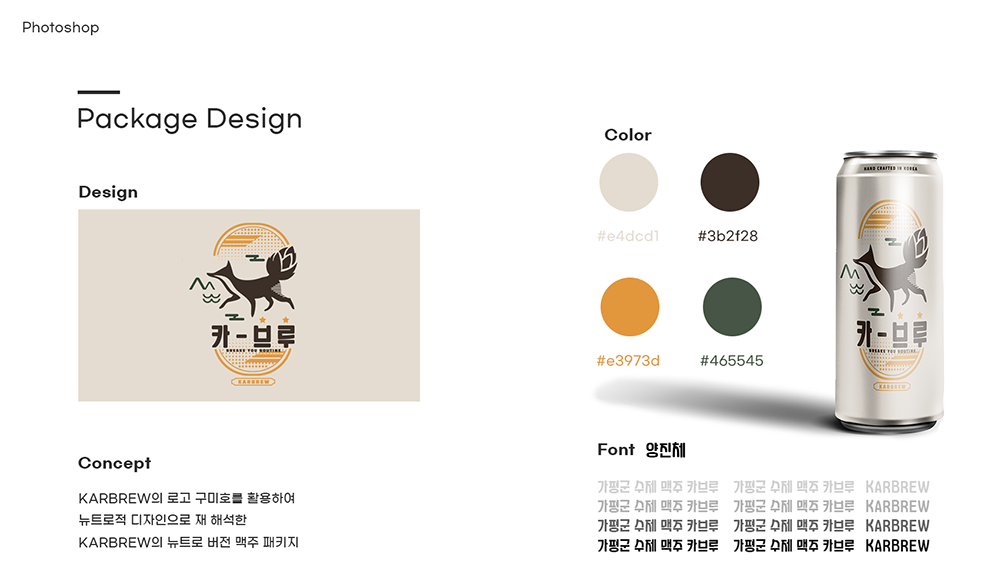 Photoshop
Package Design
Design
카-브루
BREAKE YOU ROUTINE
KARBREW
Concept
KARBREW의 로고 구미호를 활용하여
뉴트로적 디자인으로 재 해석한
KARBREW의 뉴트로 버전 맥주 패키지
Color
#e4dcd1
#3b2f28
#e3973d
#465545
HAND CRAFTED IN KOREA
카-브루
BREAKE YOU ROUTINE
KARBREW
Font 양진체
가평군 수제 맥주 카브루 가평군 수제 맥주 카브루 KARBREW
가평군 수제 맥주 카브루 가평군 수제 맥주 카브루 KARBREW
가평군 수제 맥주 카브루 가평군 수제 맥주 카브루 KARBREW
가평군 수제 맥주 카브루 가평군 수제 맥주 카브루 KARBREW